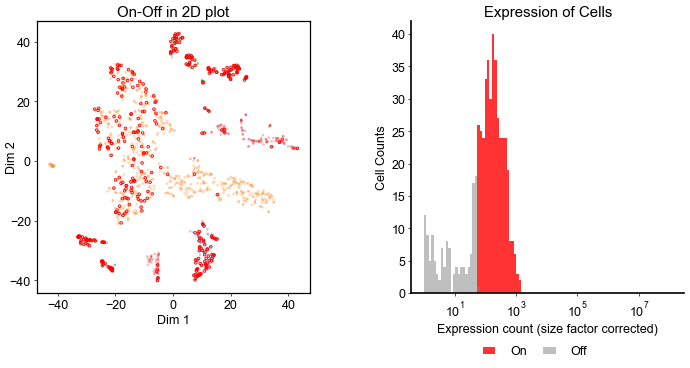 On-Off in 2D plot
Expression of Cells
40
20
0
−20
−40
Dim 2
−40 −20 0 20 40
Dim 1
40
35
30
25
20
15
10
5
0
Cell Counts
10^1 10^3 10^5 10^7
Expression count (size factor corrected)
On Off